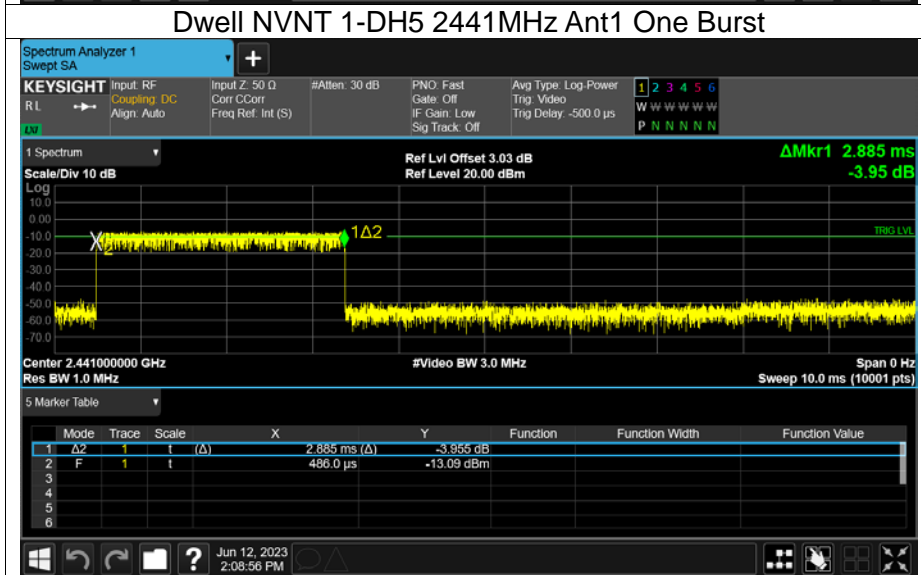 Dwell NVNT 1-DH5 2441MHz Ant1 One Burst
Spectrum Analyzer 1
Swept SA
+
KEYSIGHT Input: RF Input Z: 50 Ω #Atten: 30 dB PNO: Fast Avg Type: Log-Power 1 2 3 4 5 6
RL Coupling: DC Corr CCorr Gate: Off Trig: Video W W W W W W
Align: Auto Freq Ref: Int (S) IF Gain: Low Trig Delay: -500.0 µs
LXI Sig Track: Off P N N N N N
1 Spectrum Ref Lvl Offset 3.03 dB ΔMkr1 2.885 ms
Scale/Div 10 dB Ref Level 20.00 dBm -3.95 dB
Log
10.0
0.00
-10.0 X 2 1Δ2 TRIG LVL
-20.0
-30.0
-40.0
-50.0
-60.0
-70.0
Center 2.441000000 GHz #Video BW 3.0 MHz Span 0 Hz
Res BW 1.0 MHz Sweep 10.0 ms (10001 pts)
5 Marker Table
Mode Trace Scale X Y Function Function Width Function Value
1 Δ2 1 t (Δ) 2.885 ms (Δ) -3.955 dB
2 F 1 t 486.0 µs -13.09 dBm
3
4
5
6
? Jun 12, 2023
2:08:56 PM